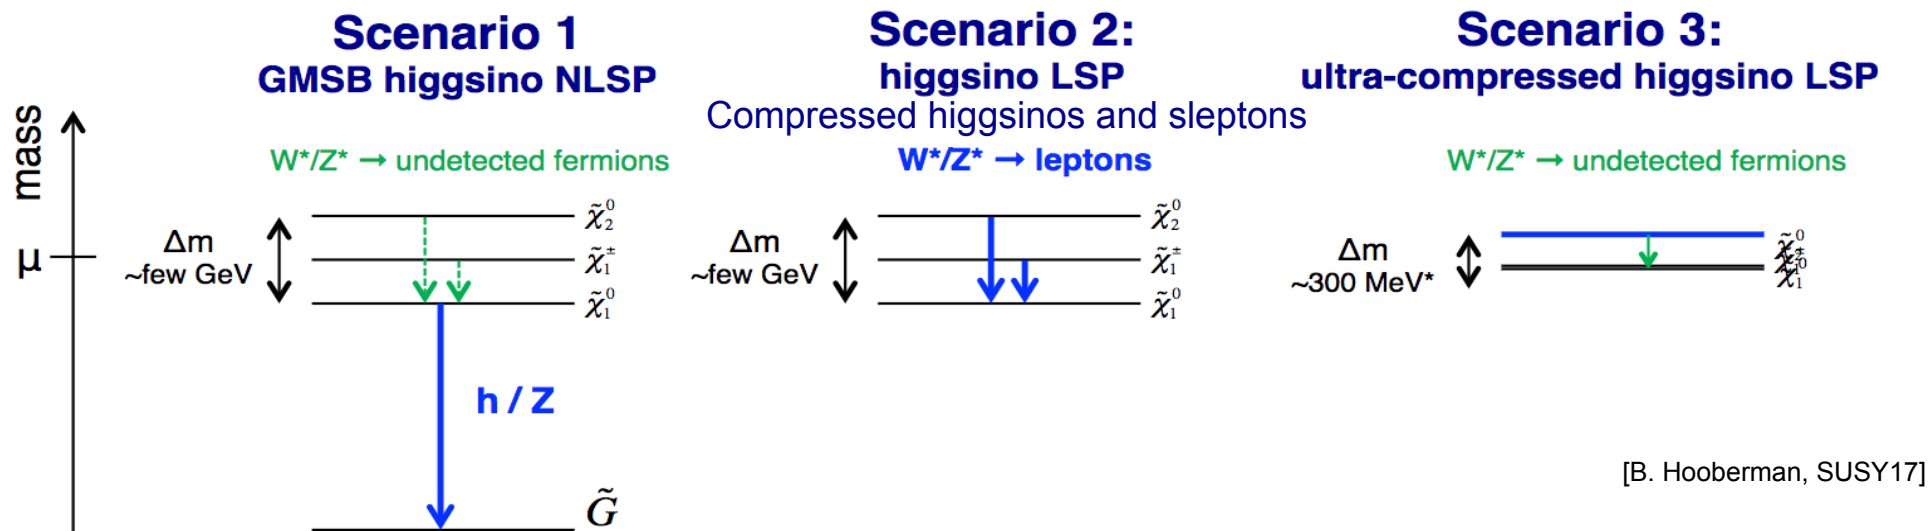 Scenario 1
GMSB higgsino NLSP
Scenario 2:
higgsino LSP
Compressed higgsinos and sleptons
Scenario 3:
ultra-compressed higgsino LSP
mass
μ
W*/Z* → undetected fermions
Δm
~few GeV
χ̃₂⁰
χ̃₁±
χ̃₁⁰
h / Z
G̃
W*/Z* → leptons
Δm
~few GeV
χ̃₂⁰
χ̃₁±
χ̃₁⁰
W*/Z* → undetected fermions
Δm
~300 MeV*
[B. Hooberman, SUSY17]